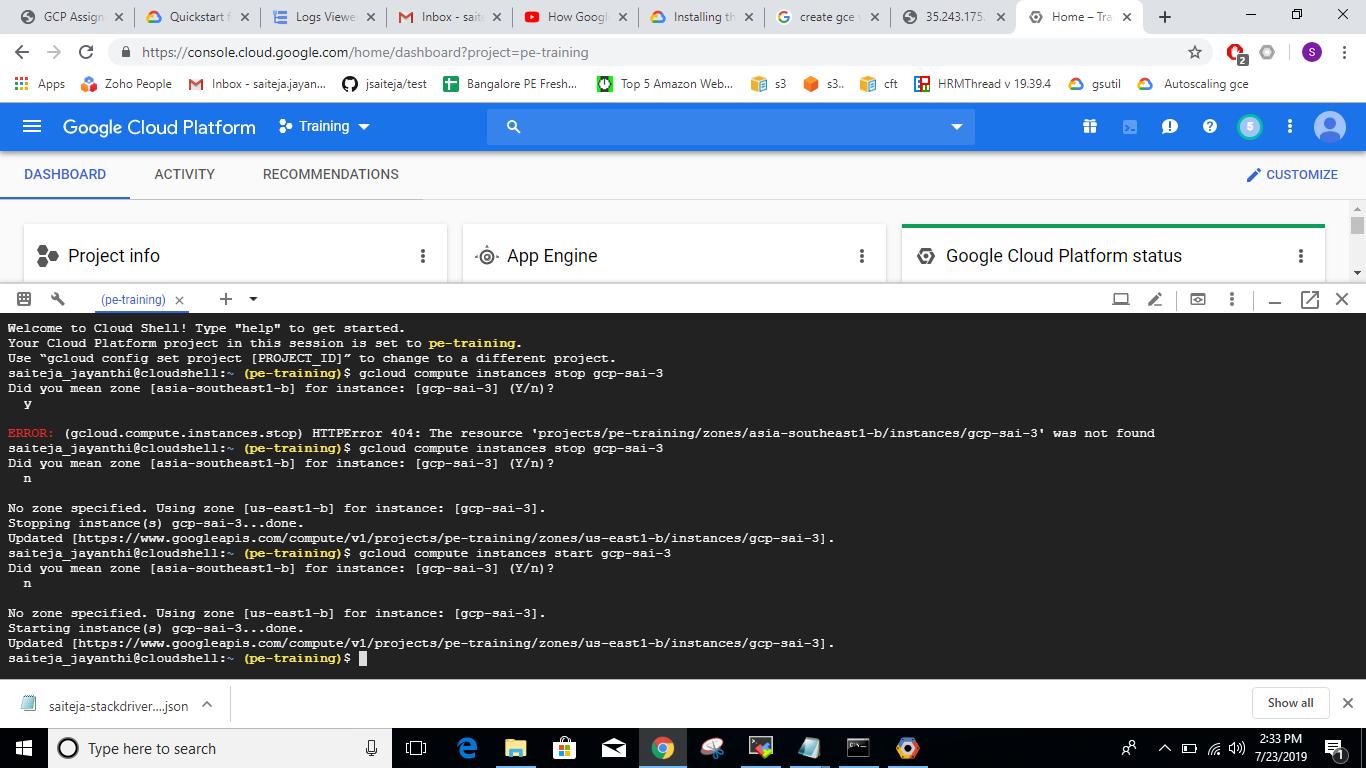 GCP Assign
Quickstart f
Logs Viewe
Inbox - saite
How Google
Installing th
create gce v
35.243.175.
Home – Tra
https://console.cloud.google.com/home/dashboard?project=pe-training
S
2
Apps
Zoho People
Inbox - saiteja.jayan...
jsaiteja/test
Bangalore PE Fresh...
Top 5 Amazon Web...
s3
s3..
cft
HRMThread v 19.39.4
gsutil
Autoscaling gce
Google Cloud Platform
Training
5
DASHBOARD
ACTIVITY
RECOMMENDATIONS
CUSTOMIZE
Project info
App Engine
Google Cloud Platform status
(pe-training)
Welcome to Cloud Shell! Type "help" to get started.
Your Cloud Platform project in this session is set to pe-training.
Use “gcloud config set project [PROJECT_ID]” to change to a different project.
saiteja_jayanthi@cloudshell:~ (pe-training)$ gcloud compute instances stop gcp-sai-3
Did you mean zone [asia-southeast1-b] for instance: [gcp-sai-3] (Y/n)?
y
ERROR: (gcloud.compute.instances.stop) HTTPError 404: The resource 'projects/pe-training/zones/asia-southeast1-b/instances/gcp-sai-3' was not found
saiteja_jayanthi@cloudshell:~ (pe-training)$ gcloud compute instances stop gcp-sai-3
Did you mean zone [asia-southeast1-b] for instance: [gcp-sai-3] (Y/n)?
n
No zone specified. Using zone [us-east1-b] for instance: [gcp-sai-3].
Stopping instance(s) gcp-sai-3...done.
Updated [https://www.googleapis.com/compute/v1/projects/pe-training/zones/us-east1-b/instances/gcp-sai-3].
saiteja_jayanthi@cloudshell:~ (pe-training)$ gcloud compute instances start gcp-sai-3
Did you mean zone [asia-southeast1-b] for instance: [gcp-sai-3] (Y/n)?
n
No zone specified. Using zone [us-east1-b] for instance: [gcp-sai-3].
Starting instance(s) gcp-sai-3...done.
Updated [https://www.googleapis.com/compute/v1/projects/pe-training/zones/us-east1-b/instances/gcp-sai-3].
saiteja_jayanthi@cloudshell:~ (pe-training)$
saiteja-stackdriver....json
Show all
Type here to search
2:33 PM
7/23/2019
1